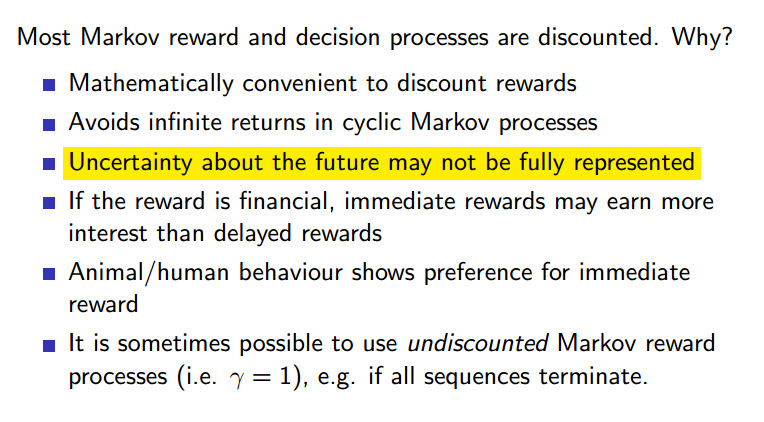 Most Markov reward and decision processes are discounted. Why?
Mathematically convenient to discount rewards
Avoids infinite returns in cyclic Markov processes
Uncertainty about the future may not be fully represented
If the reward is financial, immediate rewards may earn more
interest than delayed rewards
Animal/human behaviour shows preference for immediate
reward
It is sometimes possible to use undiscounted Markov reward
processes (i.e. γ = 1), e.g. if all sequences terminate.